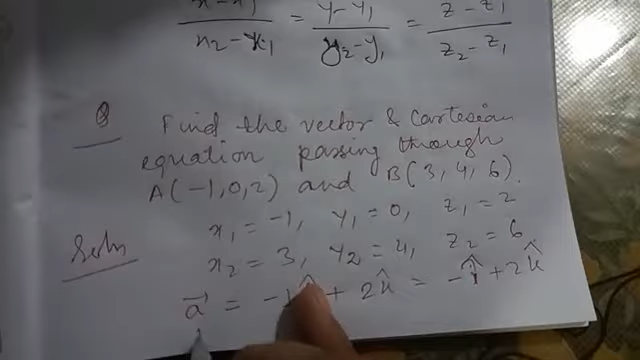 x-x₁/x₂-x₁ = y-y₁/y₂-y₁ = z-z₁/z₂-z₁
Q Find the vector & Cartesian
equation passing through
A(-1,0,2) and B(3,4,6).
Soln x₁ = -1, y₁ = 0, z₁ = 2
x₂ = 3, y₂ = 4, z₂ = 6
a⃗ = -1 + 2k̂ = -î + 2k̂